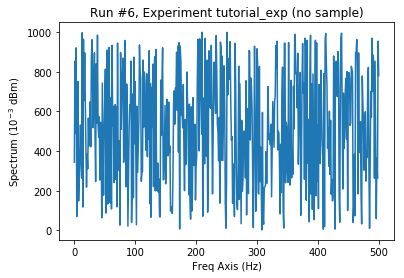 Run #6, Experiment tutorial_exp (no sample)
1000
800
600
400
200
0
Spectrum (10⁻³ dBm)
0 100 200 300 400 500
Freq Axis (Hz)